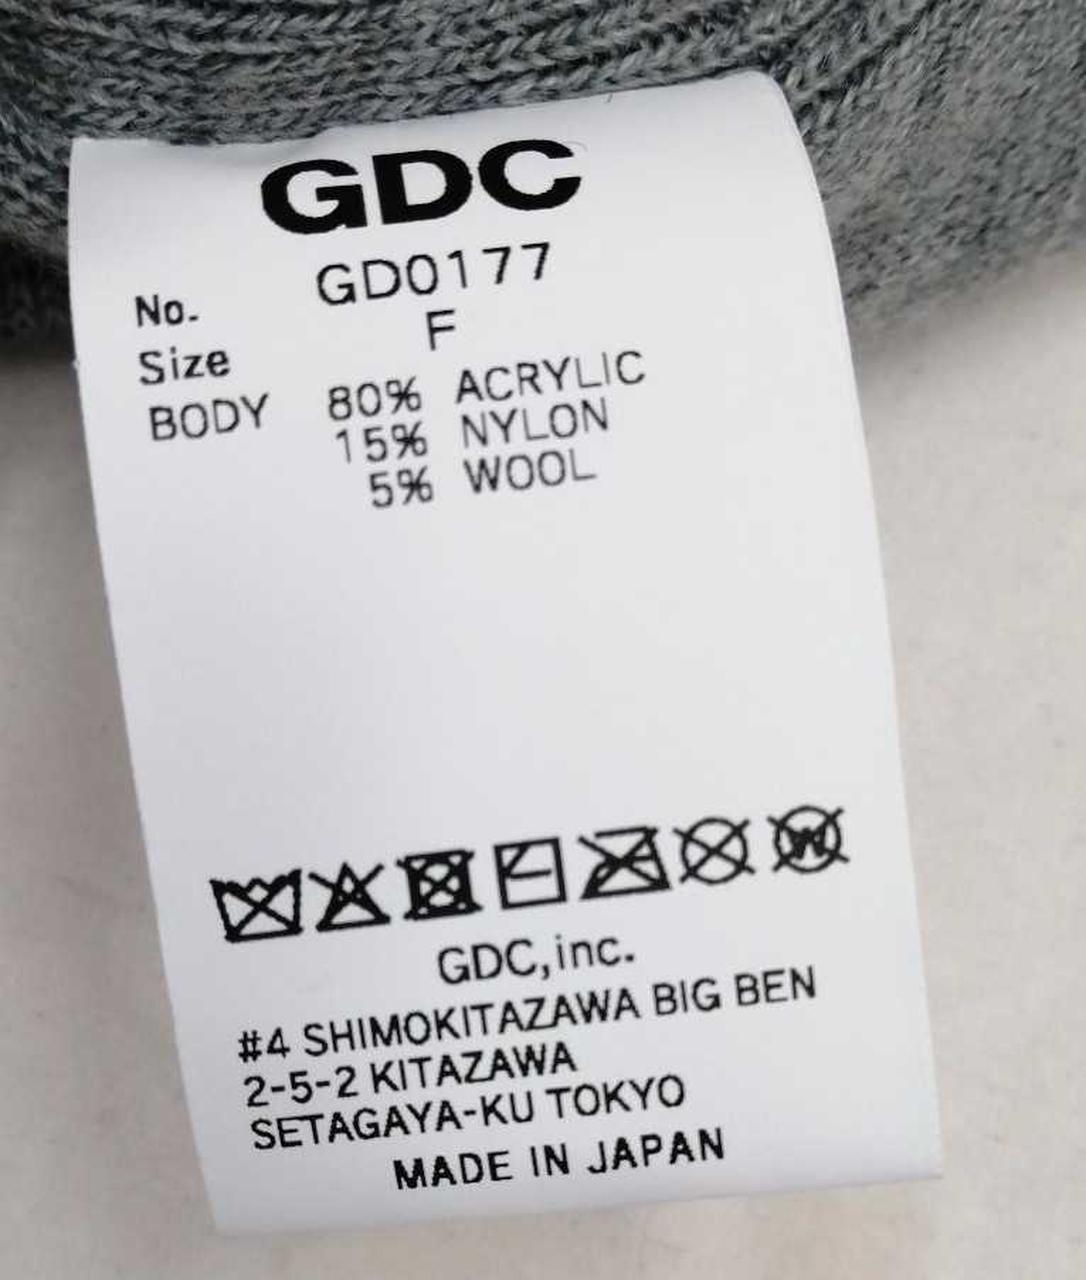 GDC
No. GD0177
Size F
BODY 80% ACRYLIC
15% NYLON
5% WOOL
W
GDC,inc.
#4 SHIMOKITAZAWA BIG BEN
2-5-2 KITAZAWA
SETAGAYA-KU TOKYO
MADE IN JAPAN